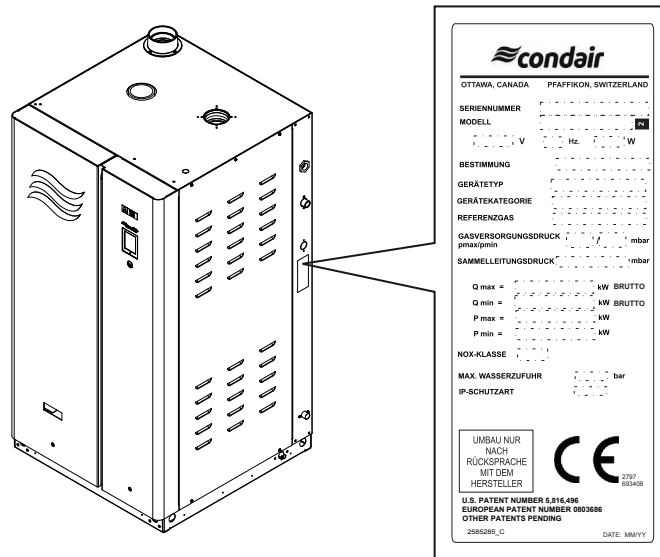 condair
OTTAWA, CANADA PFAFFIKON, SWITZERLAND
SERIENNUMMER
MODELL 2
V Hz. W
BESTIMMUNG
GERÄTETYP
GERÄTEKATEGORIE
REFERENZGAS
GASVERSORGUNGSDRUCK / mbar
pmax/pmin
SAMMELLEITUNGSDRUCK mbar
Q max = kW BRUTTO
Q min = kW BRUTTO
P max = kW
P min = kW
NOX-KLASSE
MAX. WASSERZUFUHR bar
IP-SCHUTZART
UMBAU NUR
NACH
RÜCKSPRACHE
MIT DEM
HERSTELLER
CE
2797
693408
U.S. PATENT NUMBER 5,816,496
EUROPEAN PATENT NUMBER 0803686
OTHER PATENTS PENDING
2585285_C DATE: MM/YY